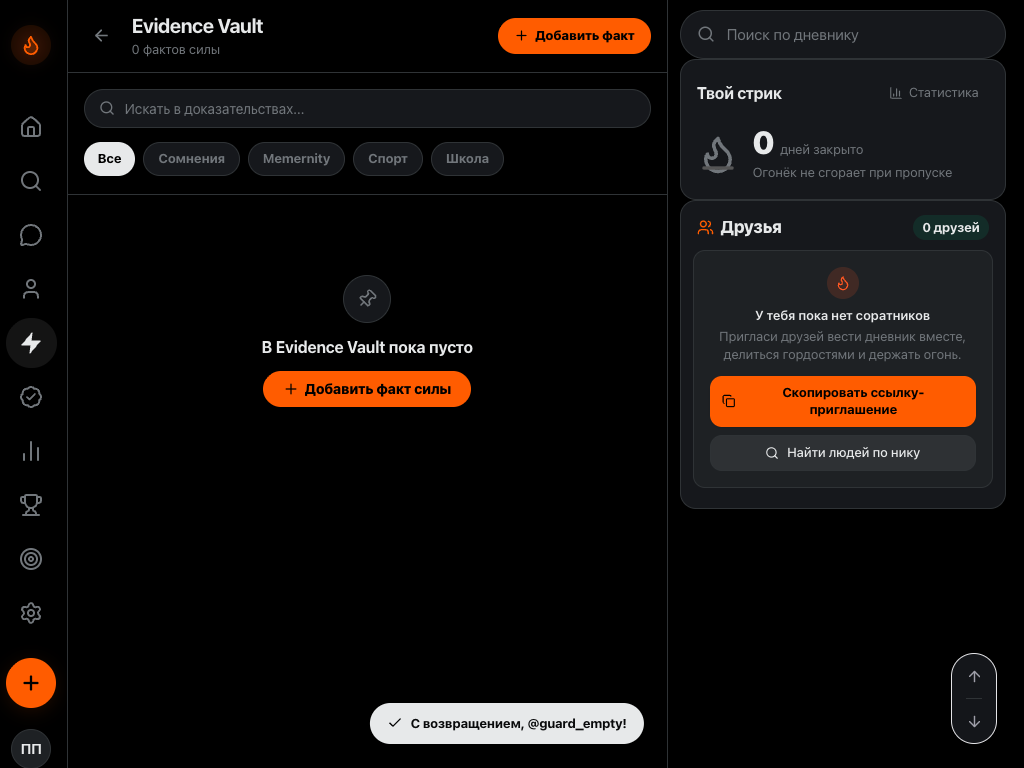 Evidence Vault
0 фактов силы
Добавить факт
Искать в доказательствах...
Все
Сомнения
Memernity
Спорт
Школа
В Evidence Vault пока пусто
Добавить факт силы
С возвращением, @guard_empty!
ПП
Поиск по дневнику
Твой стрик
Статистика
0 дней закрыто
Огонёк не сгорает при пропуске
Друзья
0 друзей
У тебя пока нет соратников
Пригласи друзей вести дневник вместе,
делиться гордостями и держать огонь.
Скопировать ссылку-
приглашение
Найти людей по нику